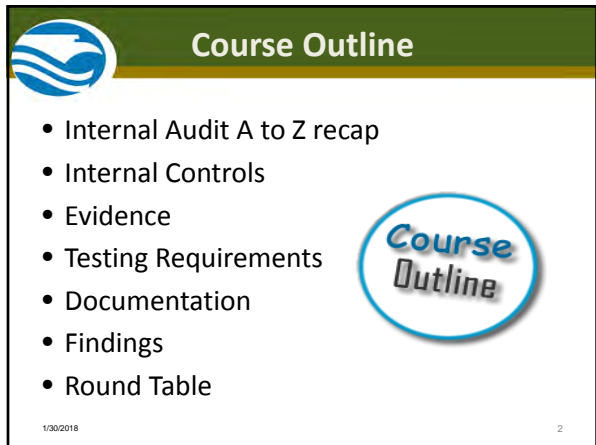 Course Outline
• Internal Audit A to Z recap
• Internal Controls
• Evidence
• Testing Requirements
• Documentation
• Findings
• Round Table
Course
Outline
1/30/2018
2